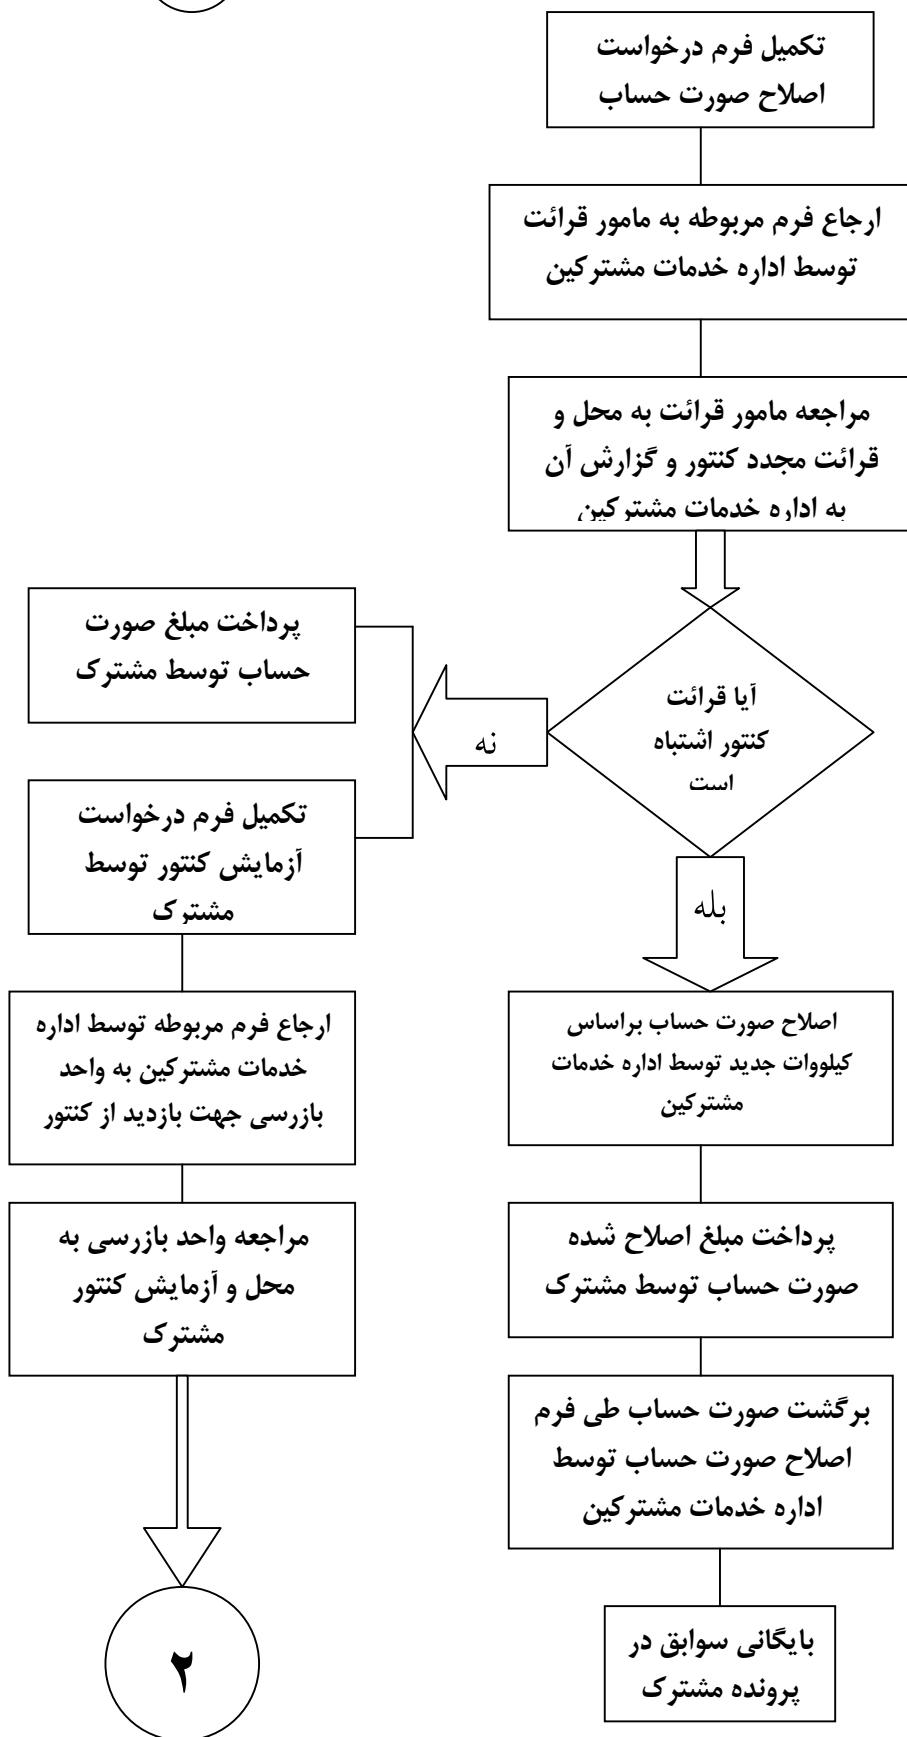 تکمیل فرم درخواست
اصلاح صورت حساب
ارجاع فرم مربوطه به مامور قرائت
توسط اداره خدمات مشترکین
مراجعه مامور قرائت به محل و
قرائت مجدد کنتور و گزارش آن
به اداره خدمات مشترکین
آیا قرائت
کنتور اشتباه
است
نه
بله
پرداخت مبلغ صورت
حساب توسط مشترک
تکمیل فرم درخواست
آزمایش کنتور توسط
مشترک
ارجاع فرم مربوطه توسط اداره
خدمات مشترکین به واحد
بازرسی جهت بازدید از کنتور
مراجعه واحد بازرسی به
محل و آزمایش کنتور
مشترک
۲
اصلاح صورت حساب براساس
کیلووات جدید توسط اداره خدمات
مشترکین
پرداخت مبلغ اصلاح شده
صورت حساب توسط مشترک
برگشت صورت حساب طی فرم
اصلاح صورت حساب توسط
اداره خدمات مشترکین
بایگانی سوابق در
پرونده مشترک